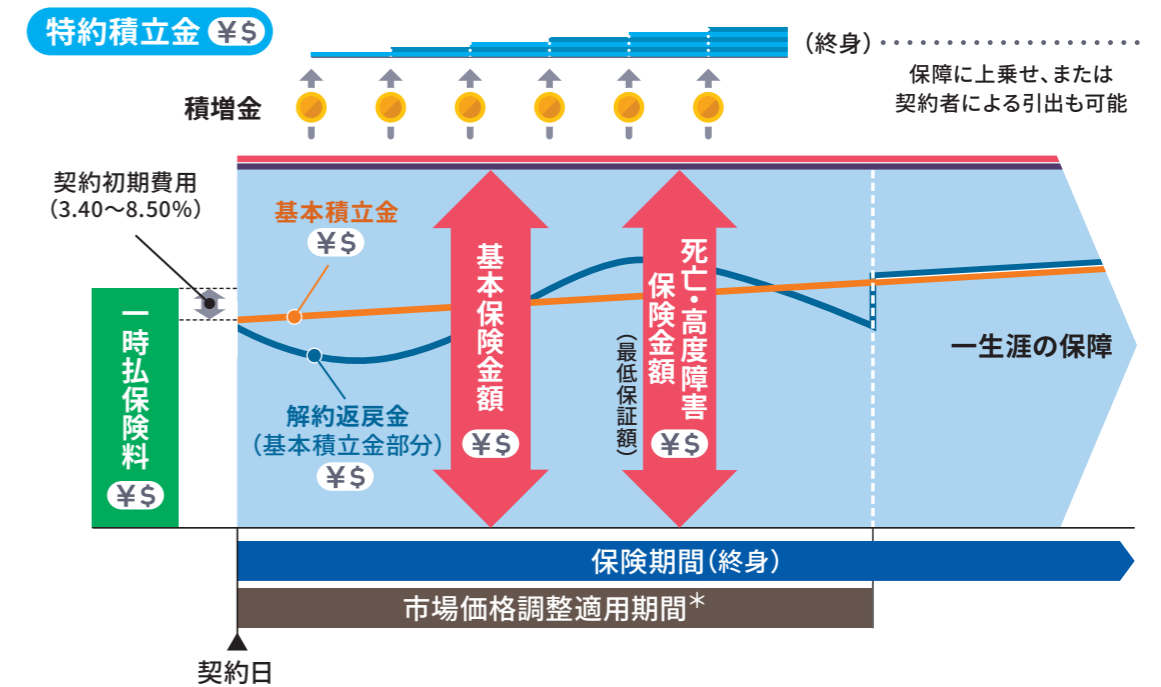 特約積立金 ¥$
(終身)
保障に上乗せ、または
契約者による引出も可能
積増金
契約初期費用
(3.40〜8.50%)
基本積立金
¥$
一時払保険料
¥$
解約返戻金
(基本積立金部分)
¥$
基本保険金額
¥$
死亡・高度障害
保険金額
(最低保証額)
¥$
一生涯の保障
保険期間(終身)
市場価格調整適用期間＊
契約日